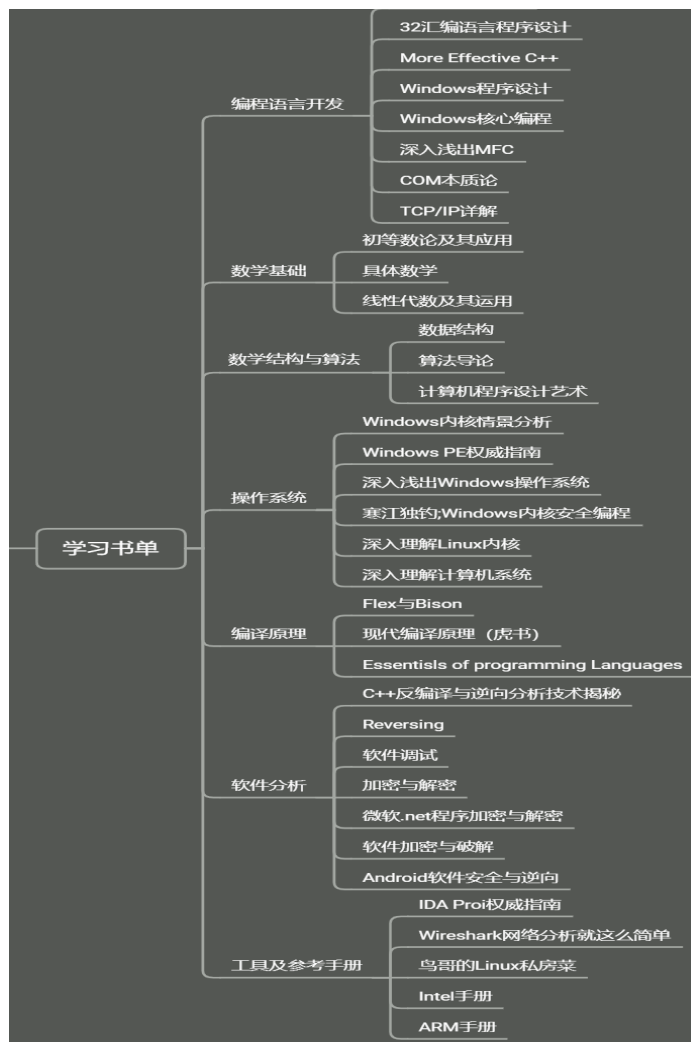 学习书单
编程语言开发
32汇编语言程序设计
More Effective C++
Windows程序设计
Windows核心编程
深入浅出MFC
COM本质论
TCP/IP详解
数学基础
初等数论及其应用
具体数学
线性代数及其运用
数学结构与算法
数据结构
算法导论
计算机程序设计艺术
操作系统
Windows内核情景分析
Windows PE权威指南
深入浅出Windows操作系统
寒江独钓;Windows内核安全编程
深入理解Linux内核
深入理解计算机系统
编译原理
Flex与Bison
现代编译原理（虎书）
Essentisls of programming Languages
软件分析
C++反编译与逆向分析技术揭秘
Reversing
软件调试
加密与解密
微软.net程序加密与解密
软件加密与破解
Android软件安全与逆向
工具及参考手册
IDA Proi权威指南
Wireshark网络分析就这么简单
鸟哥的Linux私房菜
Intel手册
ARM手册